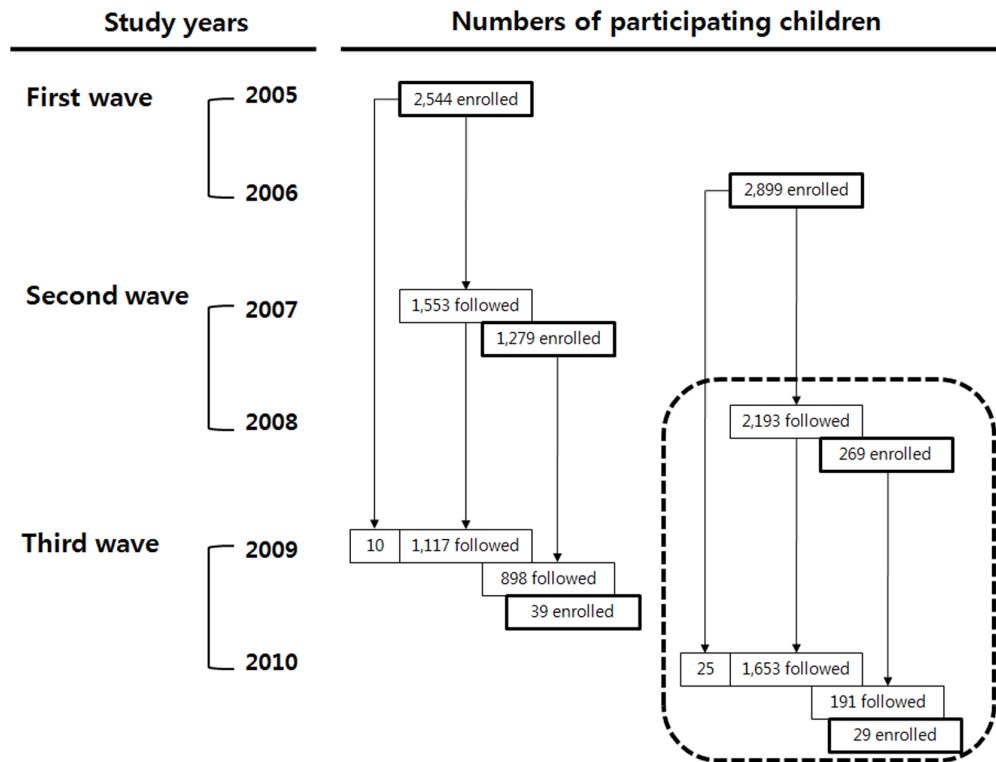 Study years
Numbers of participating children
First wave
2005
2,544 enrolled
2006
2,899 enrolled
Second wave
2007
1,553 followed
1,279 enrolled
2008
2,193 followed
269 enrolled
Third wave
2009
10
1,117 followed
898 followed
39 enrolled
2010
25
1,653 followed
191 followed
29 enrolled